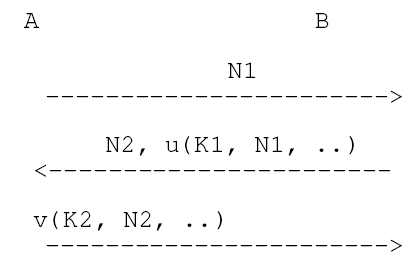 A B
N1
N2, u(K1, N1, ..)
v(K2, N2, ..)